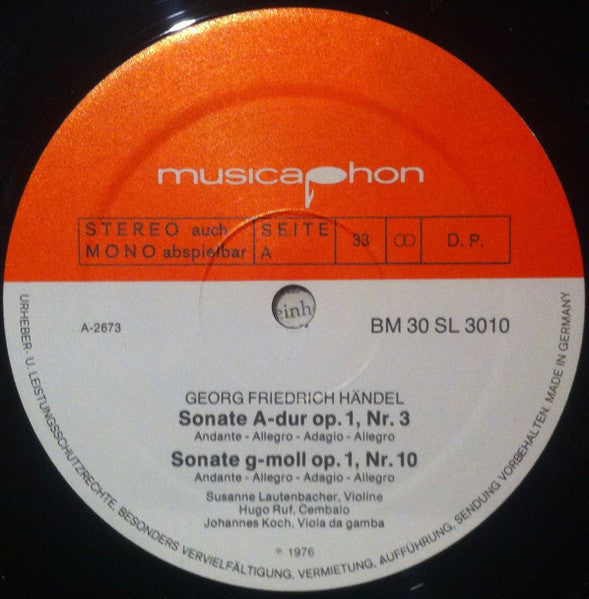 musicaphon
STEREO auch
MONO abspielbar
SEITE
A
33
D. P.
einh
A-2673
BM 30 SL 3010
GEORG FRIEDRICH HÄNDEL
Sonate A-dur op. 1, Nr. 3
Andante - Allegro - Adagio - Allegro
Sonate g-moll op. 1, Nr. 10
Andante - Allegro - Adagio - Allegro
Susanne Lautenbacher, Violine
Hugo Ruf, Cembalo
Johannes Koch, Viola da gamba
℗ 1976
URHEBER- U. LEISTUNGSSCHUTZRECHTE, BESONDERS VERVIELFÄLTIGUNG, VERMIETUNG, AUFFÜHRUNG, SENDUNG VORBEHALTEN. MADE IN GERMANY